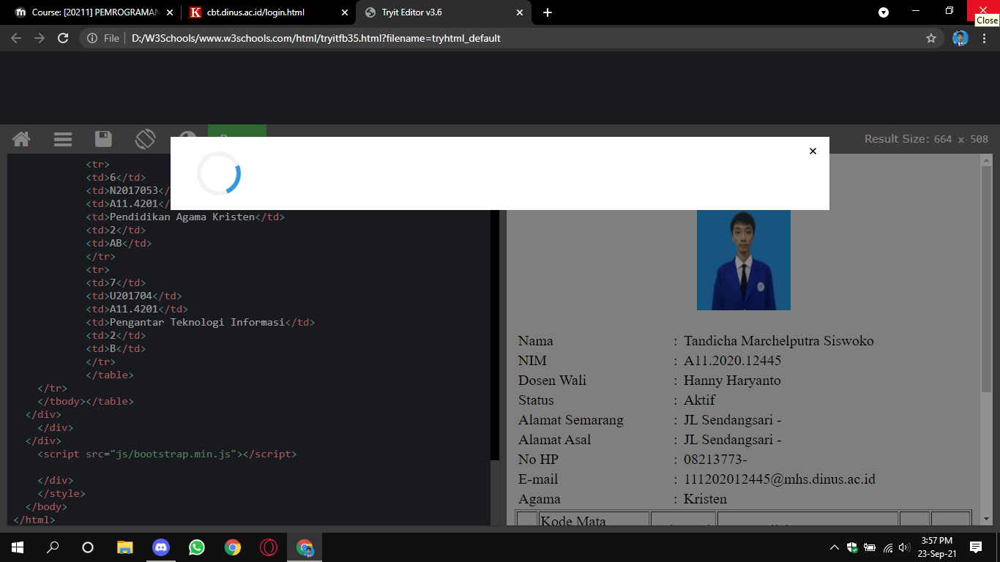 Course: [20211] PEMROGRAMAN
cbt.dinus.ac.id/login.html
Tryit Editor v3.6
Close
File
D:/W3Schools/www.w3schools.com/html/tryitfb35.html?filename=tryhtml_default
Result Size: 664 x 508
<tr>
<td>6</td>
<td>N2017053</
<td>A11.4201</
<td>Pendidikan Agama Kristen</td>
<td>2</td>
<td>AB</td>
</tr>
<tr>
<td>7</td>
<td>U201704</td>
<td>A11.4201</td>
<td>Pengantar Teknologi Informasi</td>
<td>2</td>
<td>B</td>
</tr>
</table>
</tr>
</tbody></table>
</div>
</div>
</div>
<script src="js/bootstrap.min.js"></script>
</div>
</style>
</body>
</html>
Nama : Tandicha Marchelputra Siswoko
NIM : A11.2020.12445
Dosen Wali : Hanny Haryanto
Status : Aktif
Alamat Semarang : JL Sendangsari -
Alamat Asal : JL Sendangsari -
No HP : 08213773-
E-mail : 111202012445@mhs.dinus.ac.id
Agama : Kristen
Kode Mata
3:57 PM
23-Sep-21